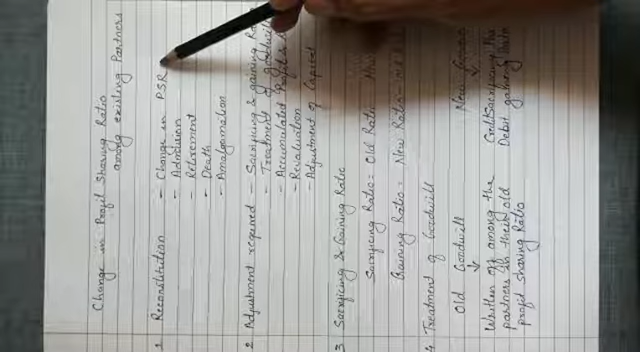 Change in Profit Sharing Ratio
among existing Partners
1 Reconstitution - Change in PSR
- Admission
- Retirement
- Death
- Amalgamation
2 Adjustment required - Sacrificing & gaining
- Treatment of goodwill
- Accumulated Profit &
- Revaluation
- Adjustment of Capital
3 Sacrificing & Gaining Ratio
Sacrificing Ratio = Old Ratio -
Gaining Ratio = New Ratio -
4 Treatment of Goodwill
Old Goodwill New
Written off among the
partners in their old
profit sharing Ratio
Debit gaining